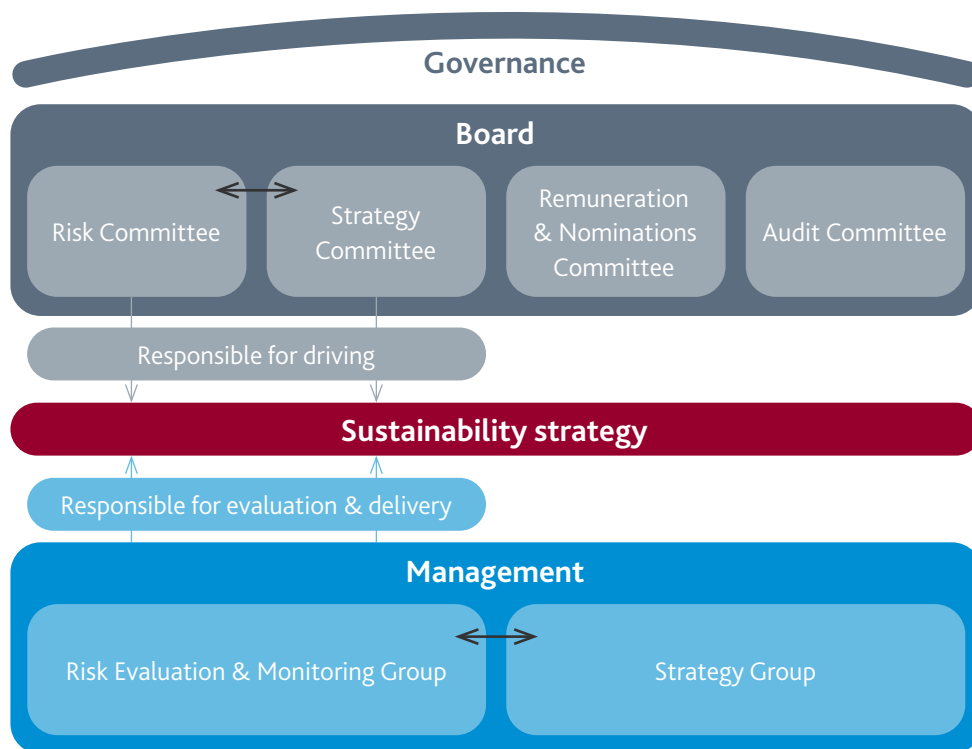 Governance
Board
Risk Committee
Strategy
Committee
Remuneration
& Nominations
Committee
Audit Committee
Responsible for driving
Sustainability strategy
Responsible for evaluation & delivery
Management
Risk Evaluation & Monitoring Group
Strategy Group